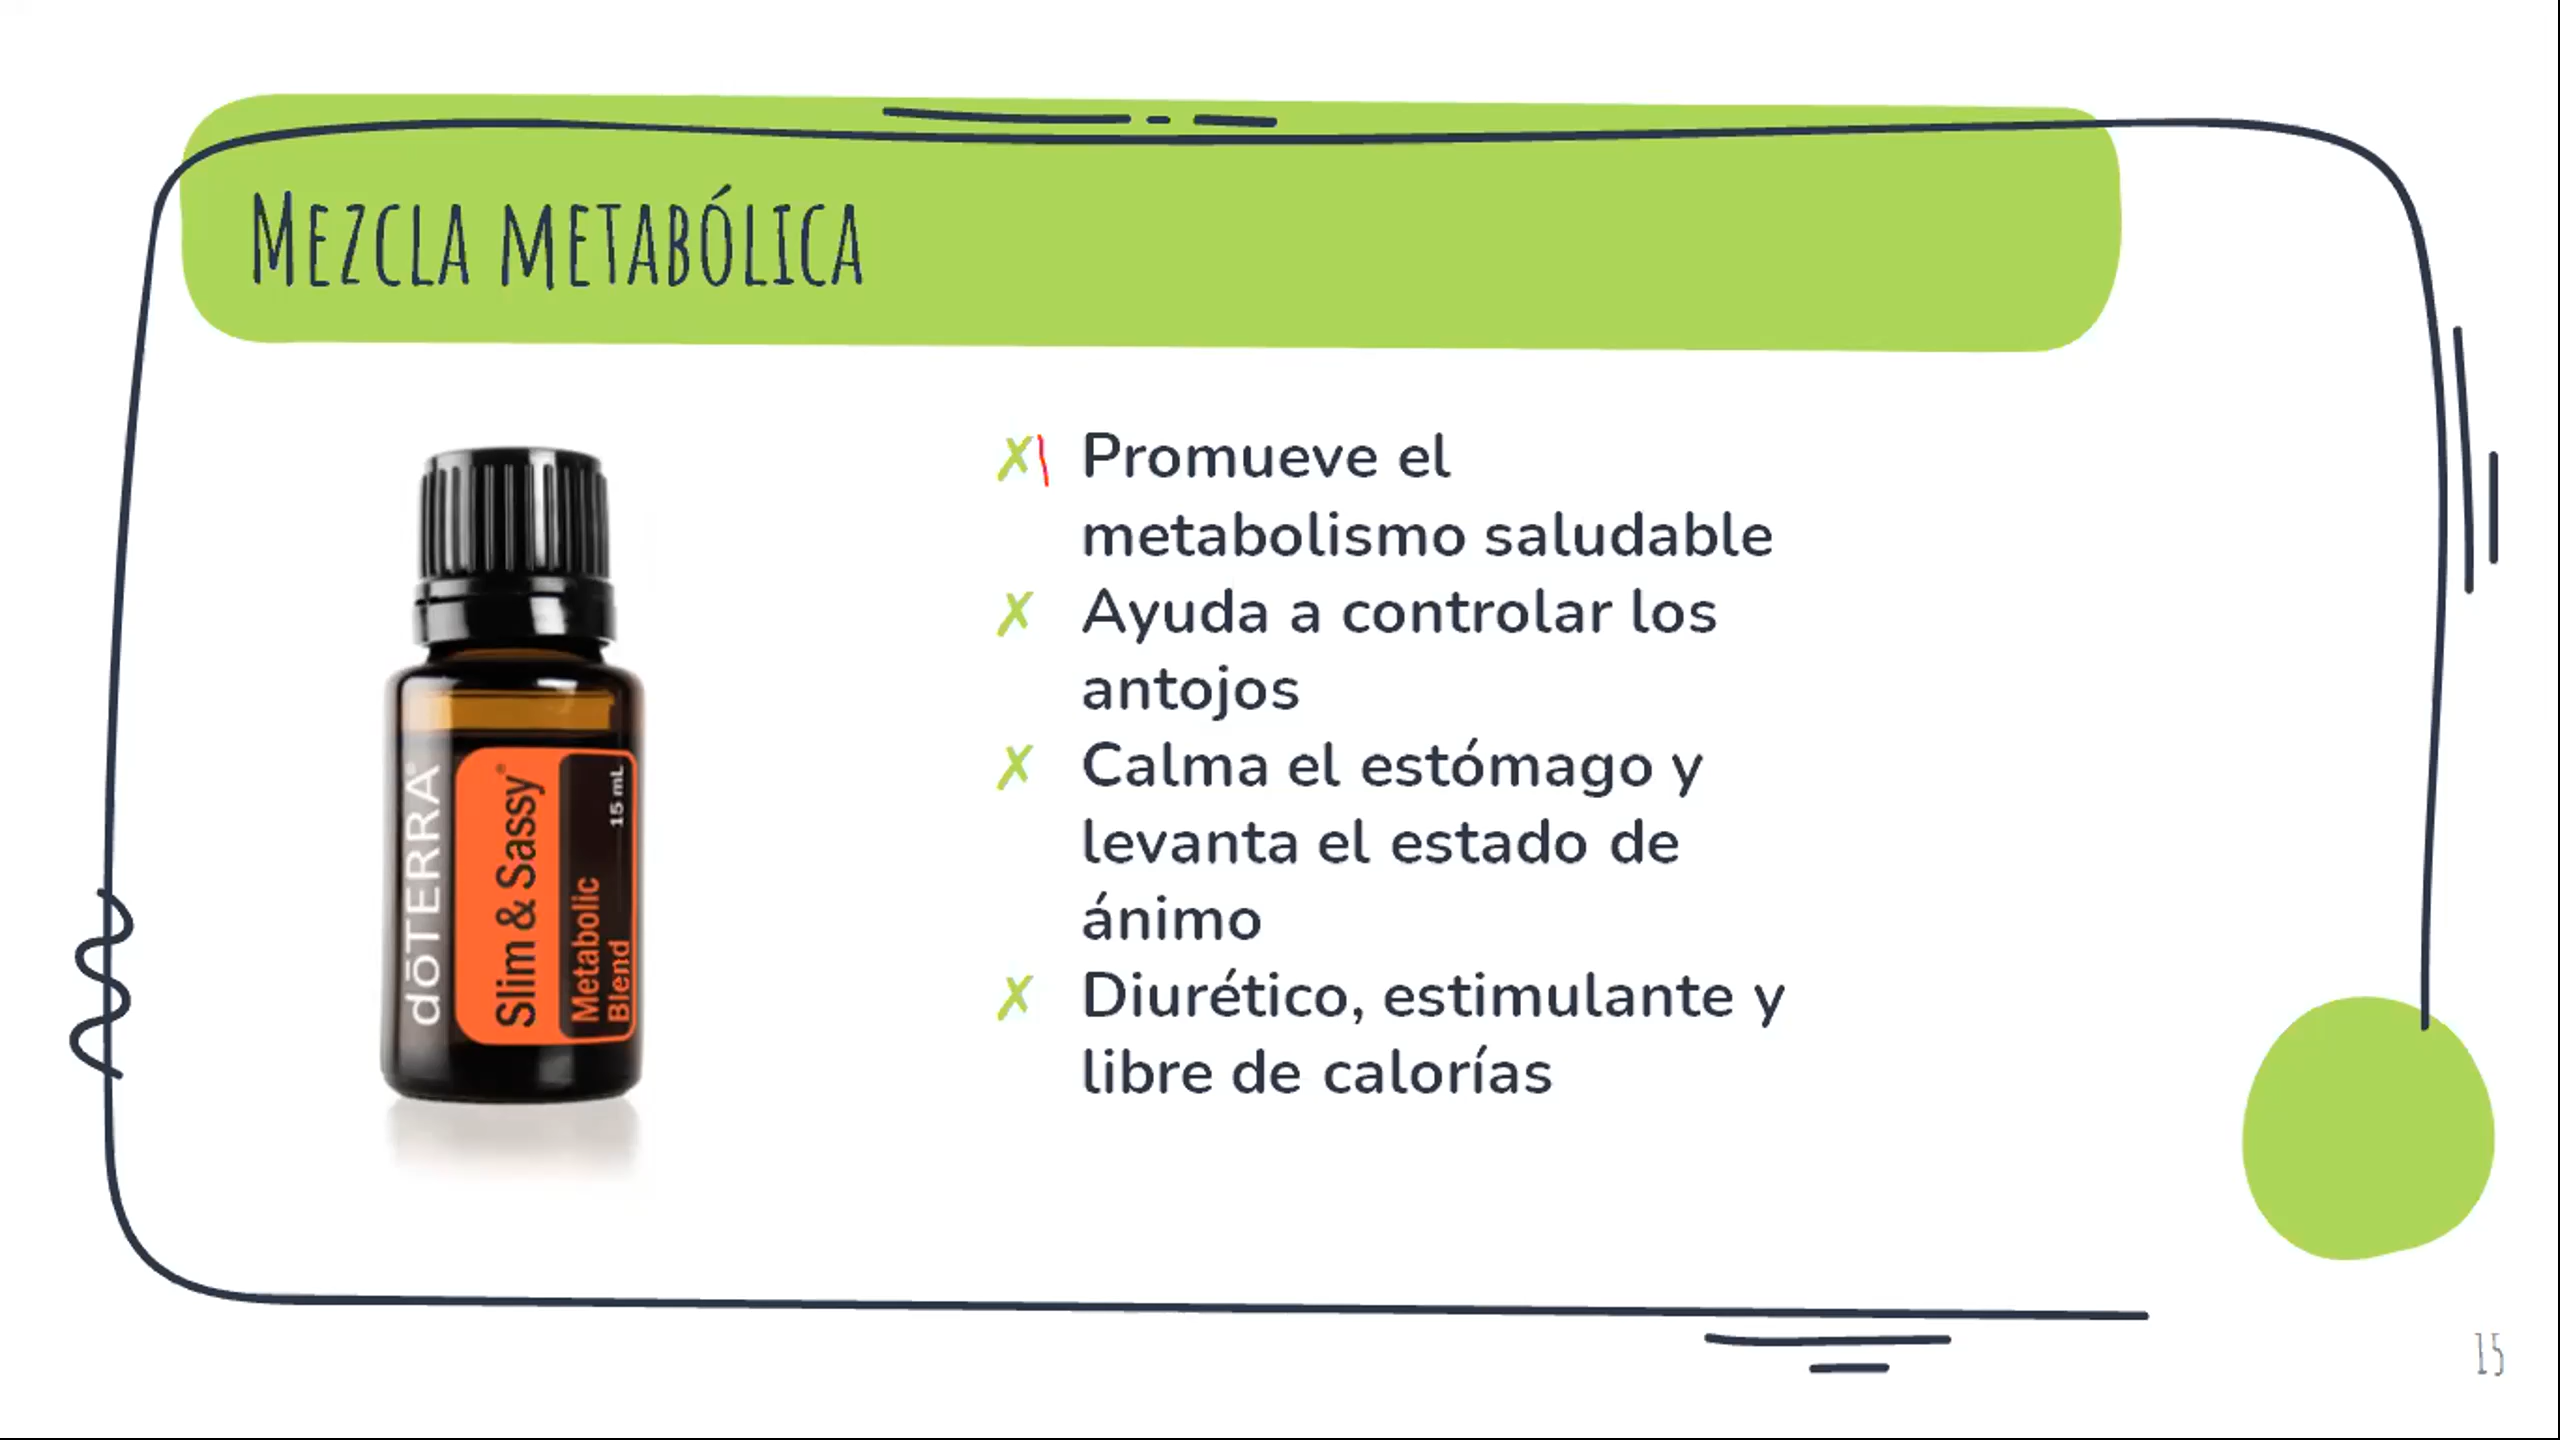 Mezcla metabólica
Promueve el
metabolismo saludable
Ayuda a controlar los
antojos
Calma el estómago y
levanta el estado de
ánimo
Diurético, estimulante y
libre de calorías
dōTERRA®
Slim & Sassy®
Metabolic
Blend
15 mL
15